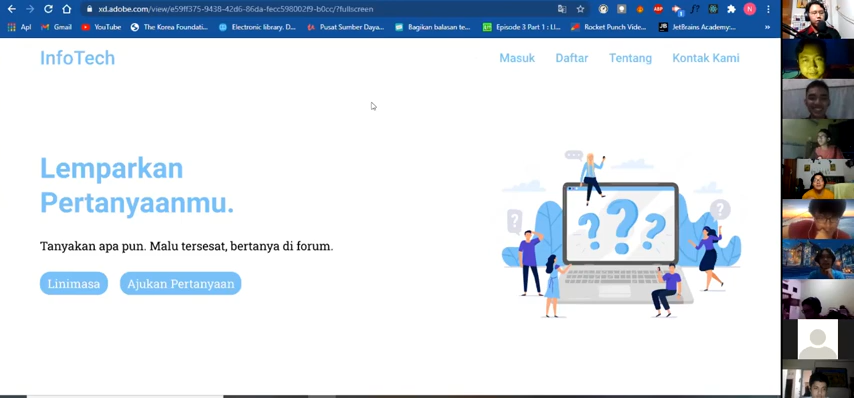 xd.adobe.com/view/e59ff375-9438-42d6-86da-fecc598002f9-b0cc/?fullscreen
Apl
Gmail
YouTube
The Korea Foundati...
Electronic library. D...
Pusat Sumber Daya...
Bagikan balasan te...
Episode 3 Part 1 : LI...
Rocket Punch Vide...
JetBrains Academy:...
InfoTech
Masuk
Daftar
Tentang
Kontak Kami
Lemparkan
Pertanyaanmu.
Tanyakan apa pun. Malu tersesat, bertanya di forum.
Linimasa
Ajukan Pertanyaan
? ? ?